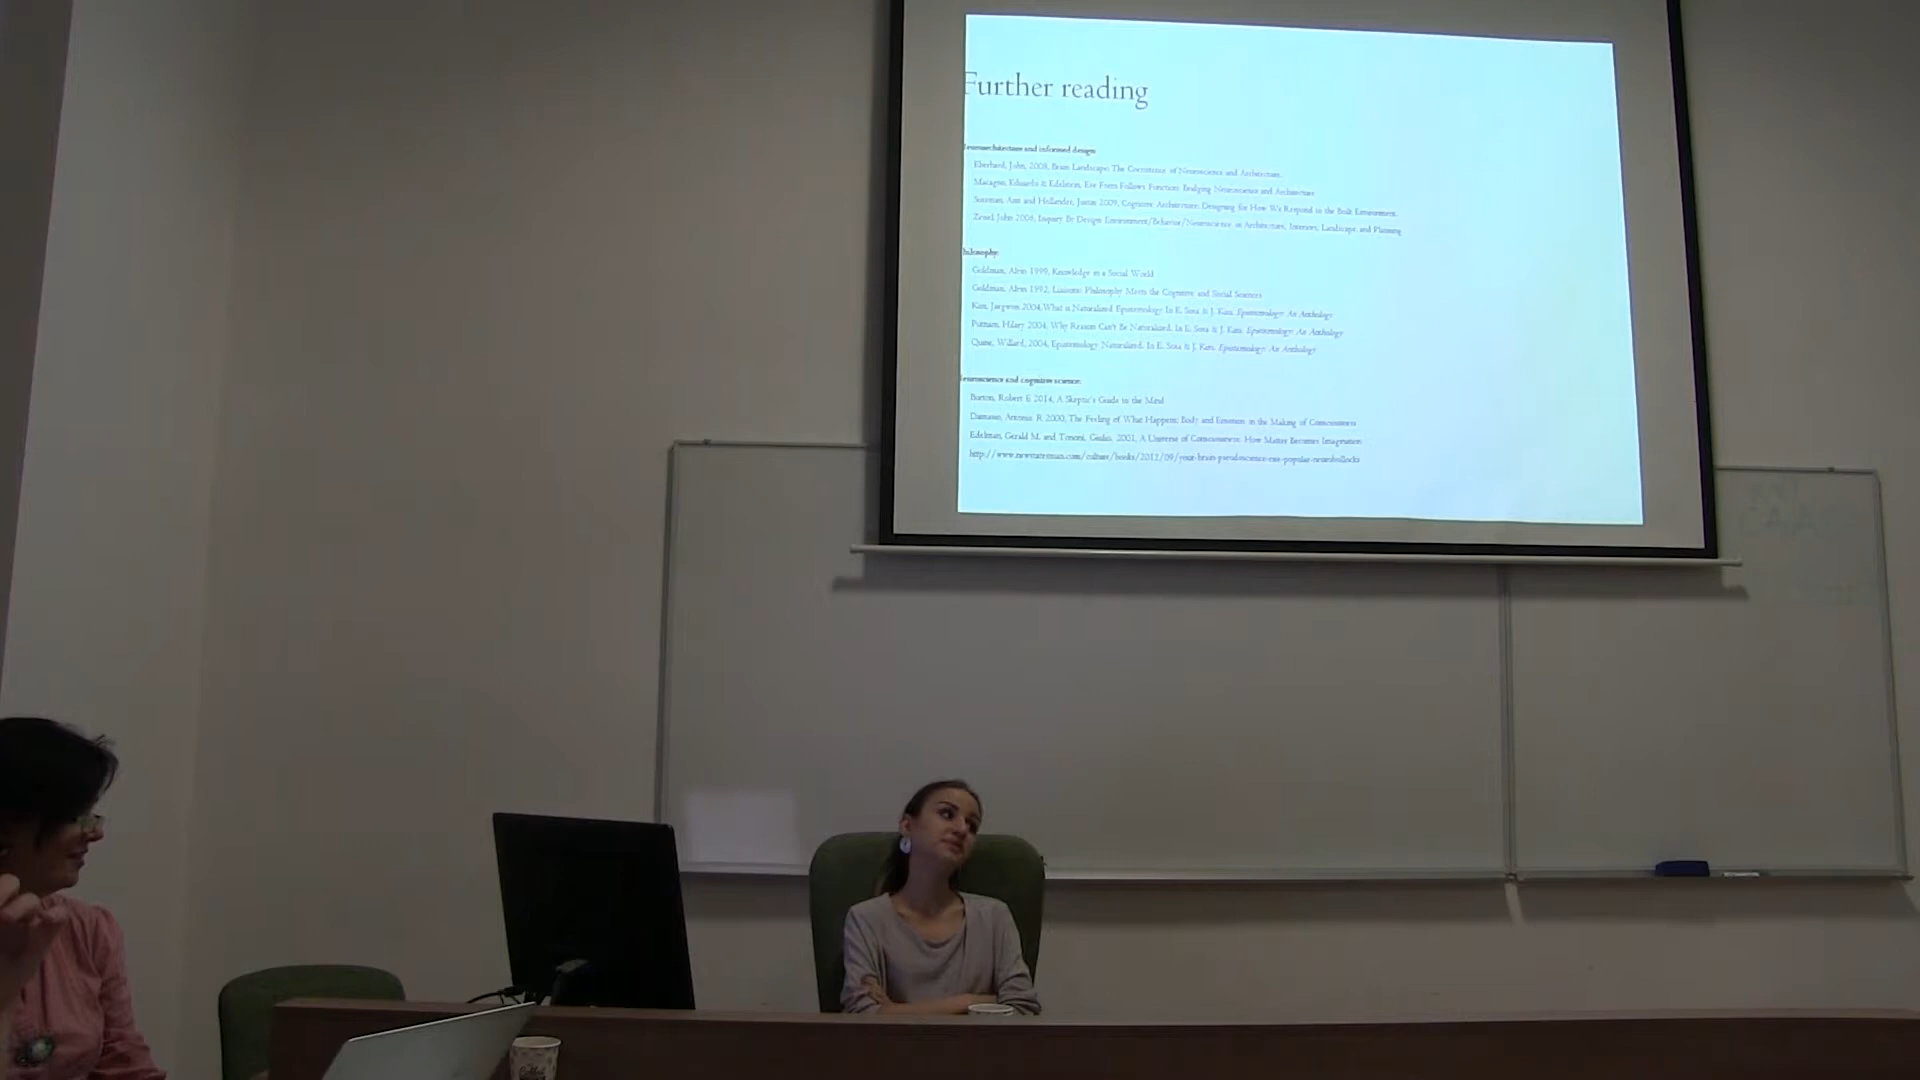 Further reading
Neuroarchitecture and informed design:
Eberhard, John, 2008, Brain Landscape: The Coexistence of Neuroscience and Architecture.
Macagno, Eduardo & Edelstein, Eve Form Follows Function: Bridging Neuroscience and Architecture
Sussman, Ann and Hollander, Justin 2009, Cognitive Architecture: Designing for How We Respond to the Built Environment.
Zeisel, John 2006, Inquiry By Design: Environment/Behavior/Neuroscience in Architecture, Interiors, Landscape and Planning
Philosophy:
Goldman, Alvin 1999, Knowledge in a Social World
Goldman, Alvin 1992, Liaisons: Philosophy Meets the Cognitive and Social Sciences
Kim, Jaegwon 2004, What is Naturalized Epistemology. In E. Sosa & J. Kim. Epistemology: An Anthology
Putnam, Hilary 2004, Why Reason Can't Be Naturalized. In E. Sosa & J. Kim. Epistemology: An Anthology
Quine, Willard, 2004, Epistemology Naturalized. In E. Sosa & J. Kim. Epistemology: An Anthology
Neuroscience and cognitive science:
Burton, Robert E 2014, A Skeptic's Guide to the Mind
Damasio, Antonio R 2000, The Feeling of What Happens: Body and Emotion in the Making of Consciousness
Edelman, Gerald M. and Tononi, Giulio. 2001, A Universe of Consciousness: How Matter Becomes Imagination
http://www.newstatesman.com/culture/books/2012/09/your-brain-pseudoscience-rise-popular-neurobollocks